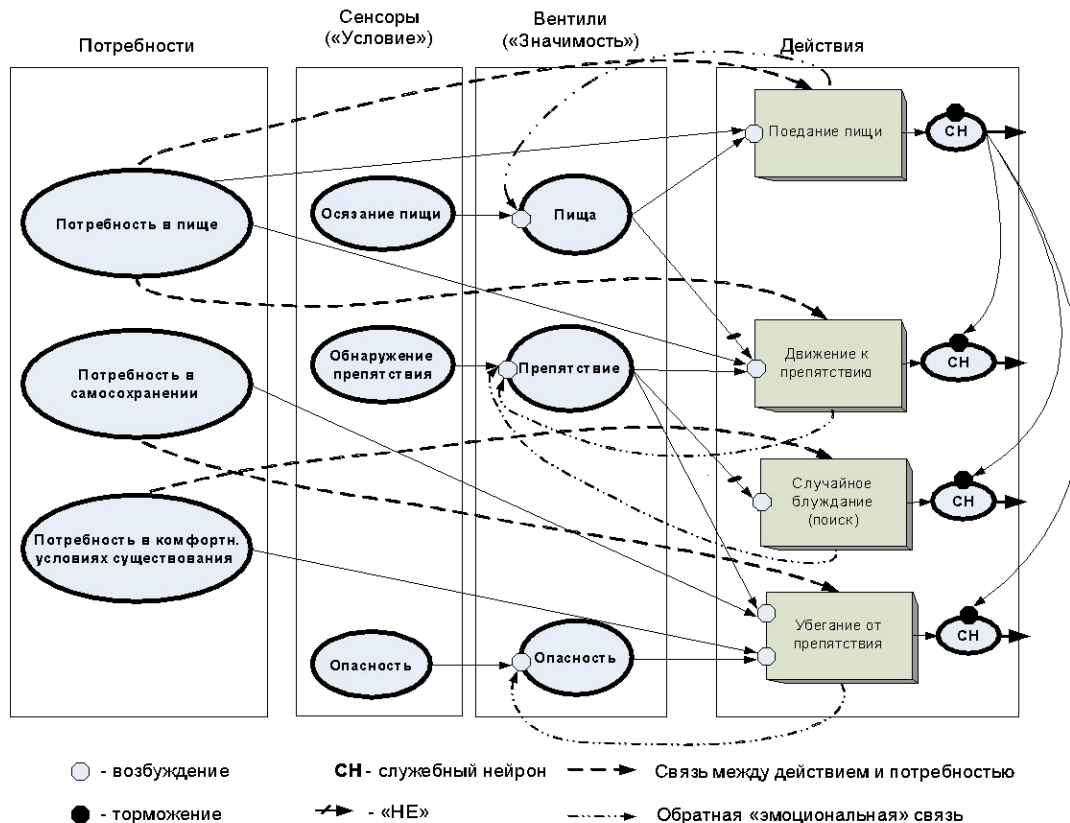 Потребности
Сенсоры
(«Условие»)
Вентили
(«Значимость»)
Действия
Потребность в пище
Потребность в
самосохранении
Потребность в комфортн.
условиях существования
Осязание пищи
Обнаружение
препятствия
Опасность
Пища
Препятствие
Опасность
Поедание пищи
СН
Движение к
препятствию
СН
Случайное
блуждание
(поиск)
СН
Убегание от
препятствия
СН
- возбуждение
СН - служебный нейрон
Связь между действием и потребностью
- торможение
- «НЕ»
Обратная «эмоциональная» связь